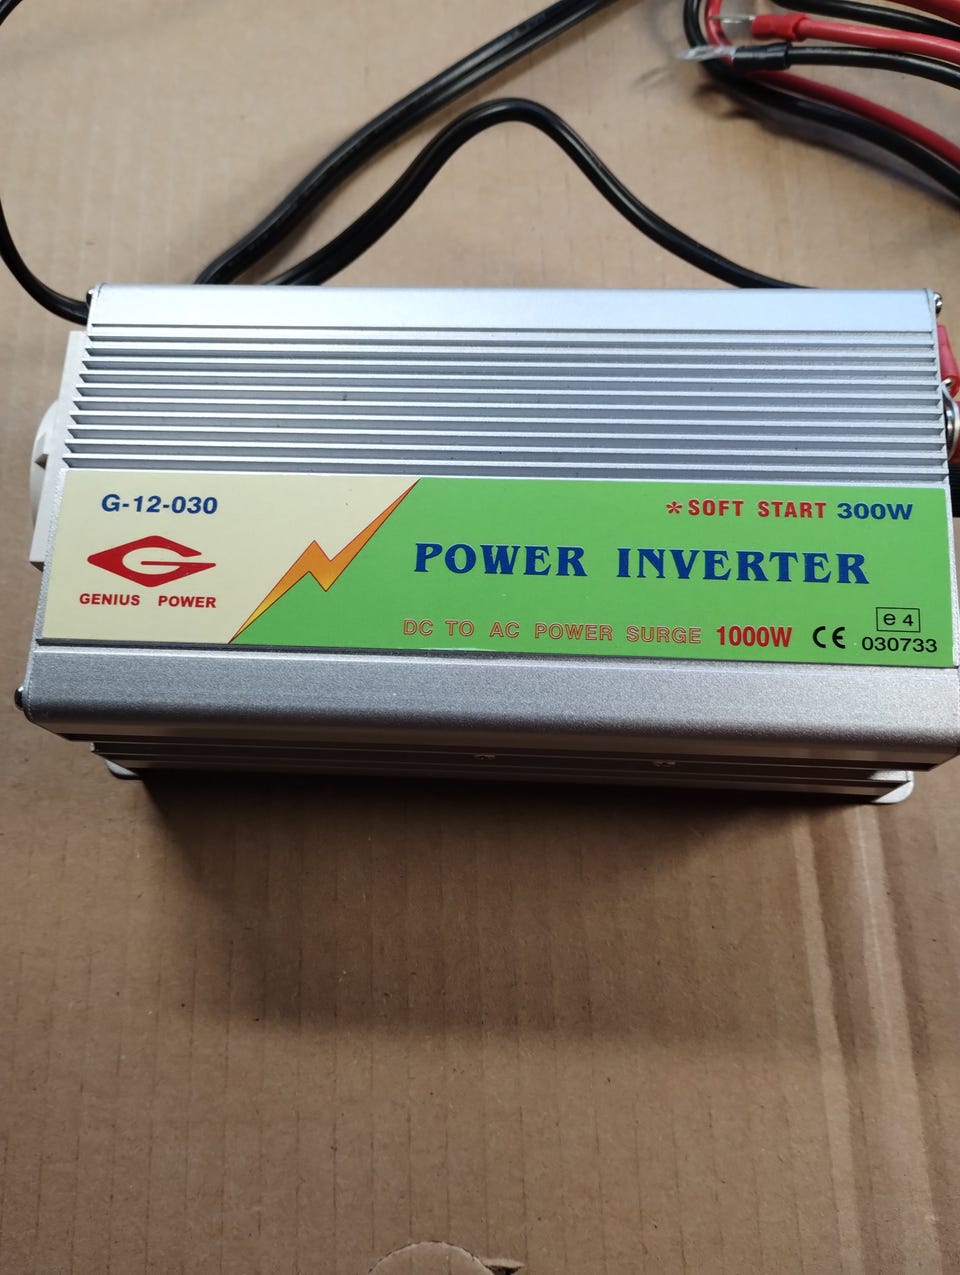 G-12-030
GENIUS POWER
*SOFT START 300W
POWER INVERTER
DC TO AC POWER SURGE 1000W CE e4
030733